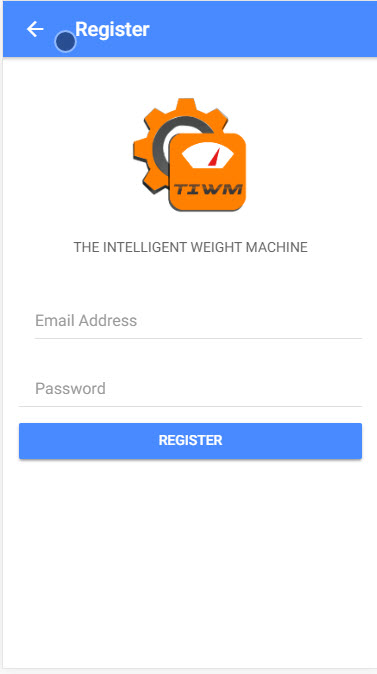 Register
TIWM
THE INTELLIGENT WEIGHT MACHINE
Email Address
Password
REGISTER